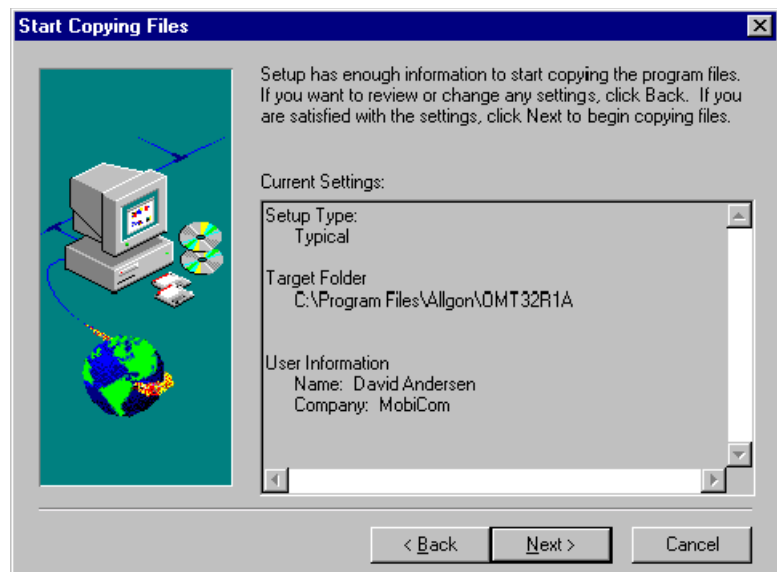 Start Copying Files
Setup has enough information to start copying the program files.
If you want to review or change any settings, click Back. If you
are satisfied with the settings, click Next to begin copying files.
Current Settings:
Setup Type:
Typical
Target Folder
C:\Program Files\Allgon\OMT32R1A
User Information
Name: David Andersen
Company: MobiCom
< Back
Next >
Cancel